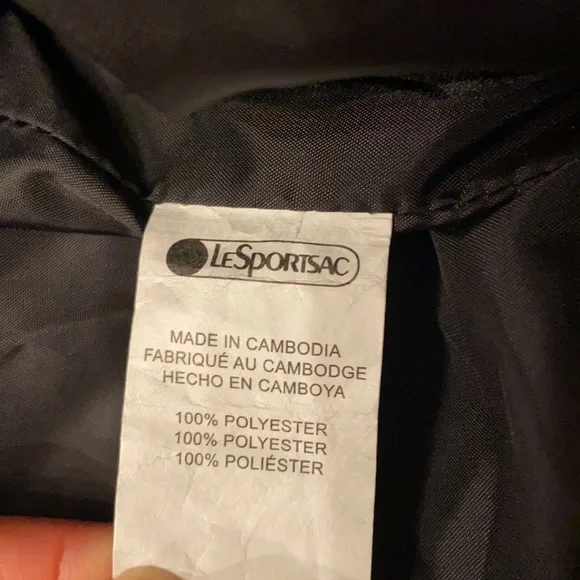 LESPORTSAC
MADE IN CAMBODIA
FABRIQUÉ AU CAMBODGE
HECHO EN CAMBOYA
100% POLYESTER
100% POLYESTER
100% POLIÉSTER